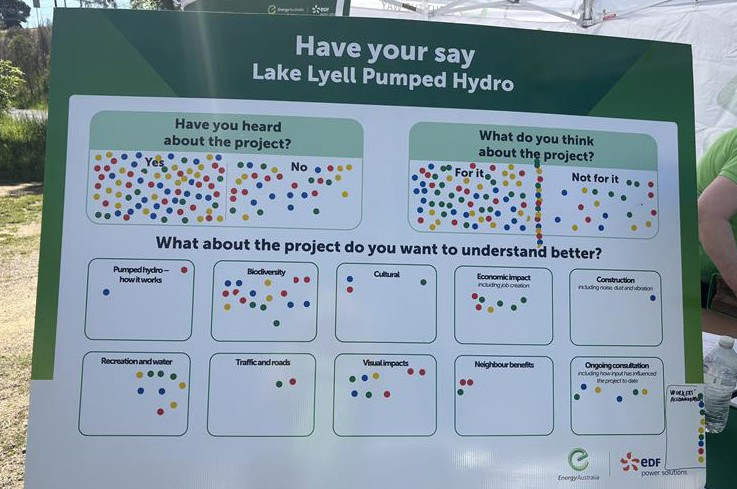 EnergyAustralia
EDF
Have your say
Lake Lyell Pumped Hydro
Have you heard
about the project?
Yes
No
What do you think
about the project?
For it
Not for it
What about the project do you want to understand better?
Pumped hydro –
how it works
Biodiversity
Cultural
Economic impact
including job creation
Construction
including noise, dust and vibration
Recreation and water
Traffic and roads
Visual impacts
Neighbour benefits
Ongoing consultation
including how input has influenced
the project to date
WORKERS'
EnergyAustralia
EDF
power solutions